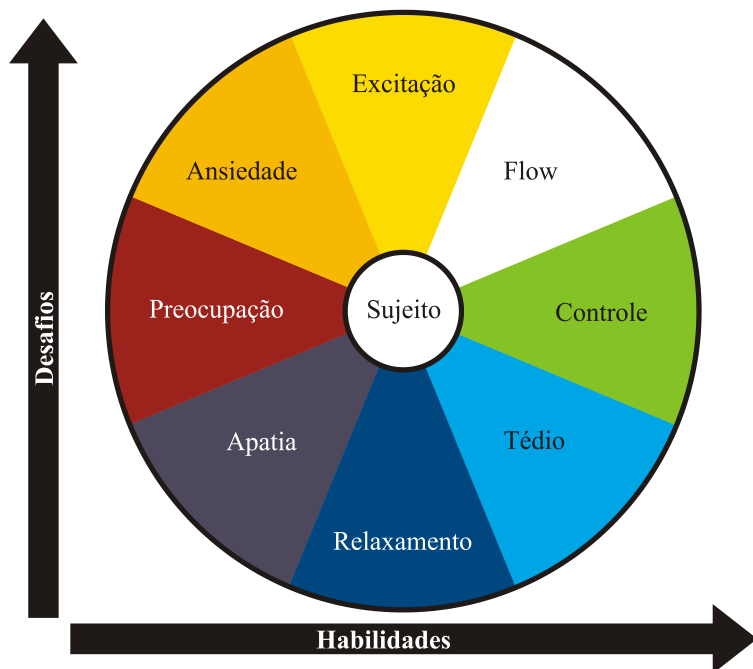 Excitação
Ansiedade
Flow
Preocupação
Sujeito
Controle
Apatia
Tédio
Relaxamento
Desafios
Habilidades